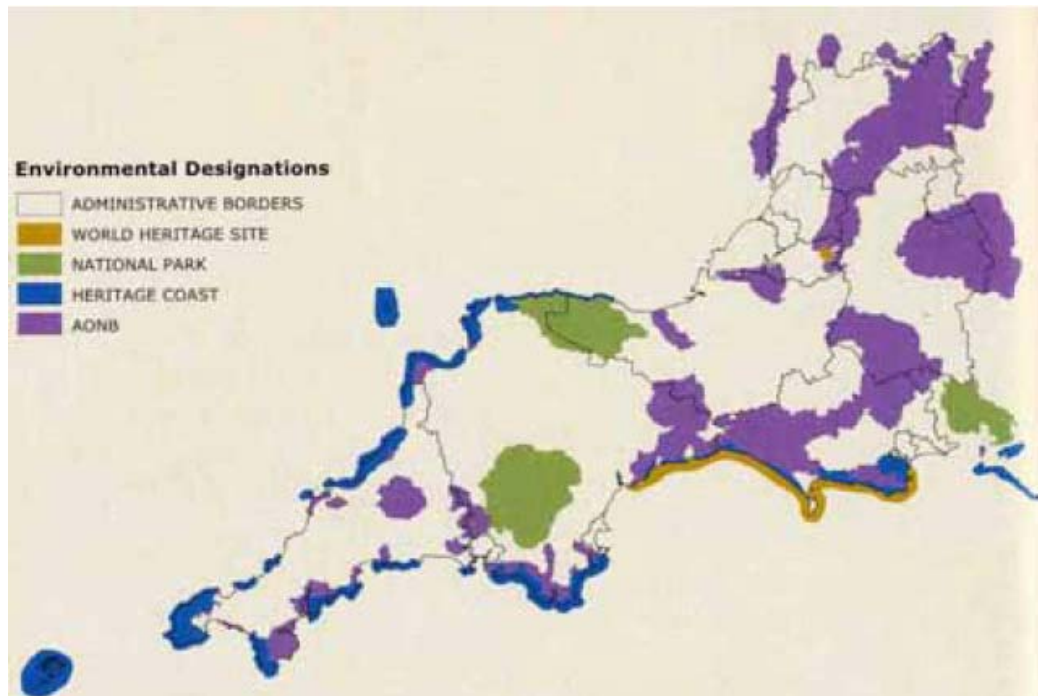 Environmental Designations
ADMINISTRATIVE BORDERS
WORLD HERITAGE SITE
NATIONAL PARK
HERITAGE COAST
AONB